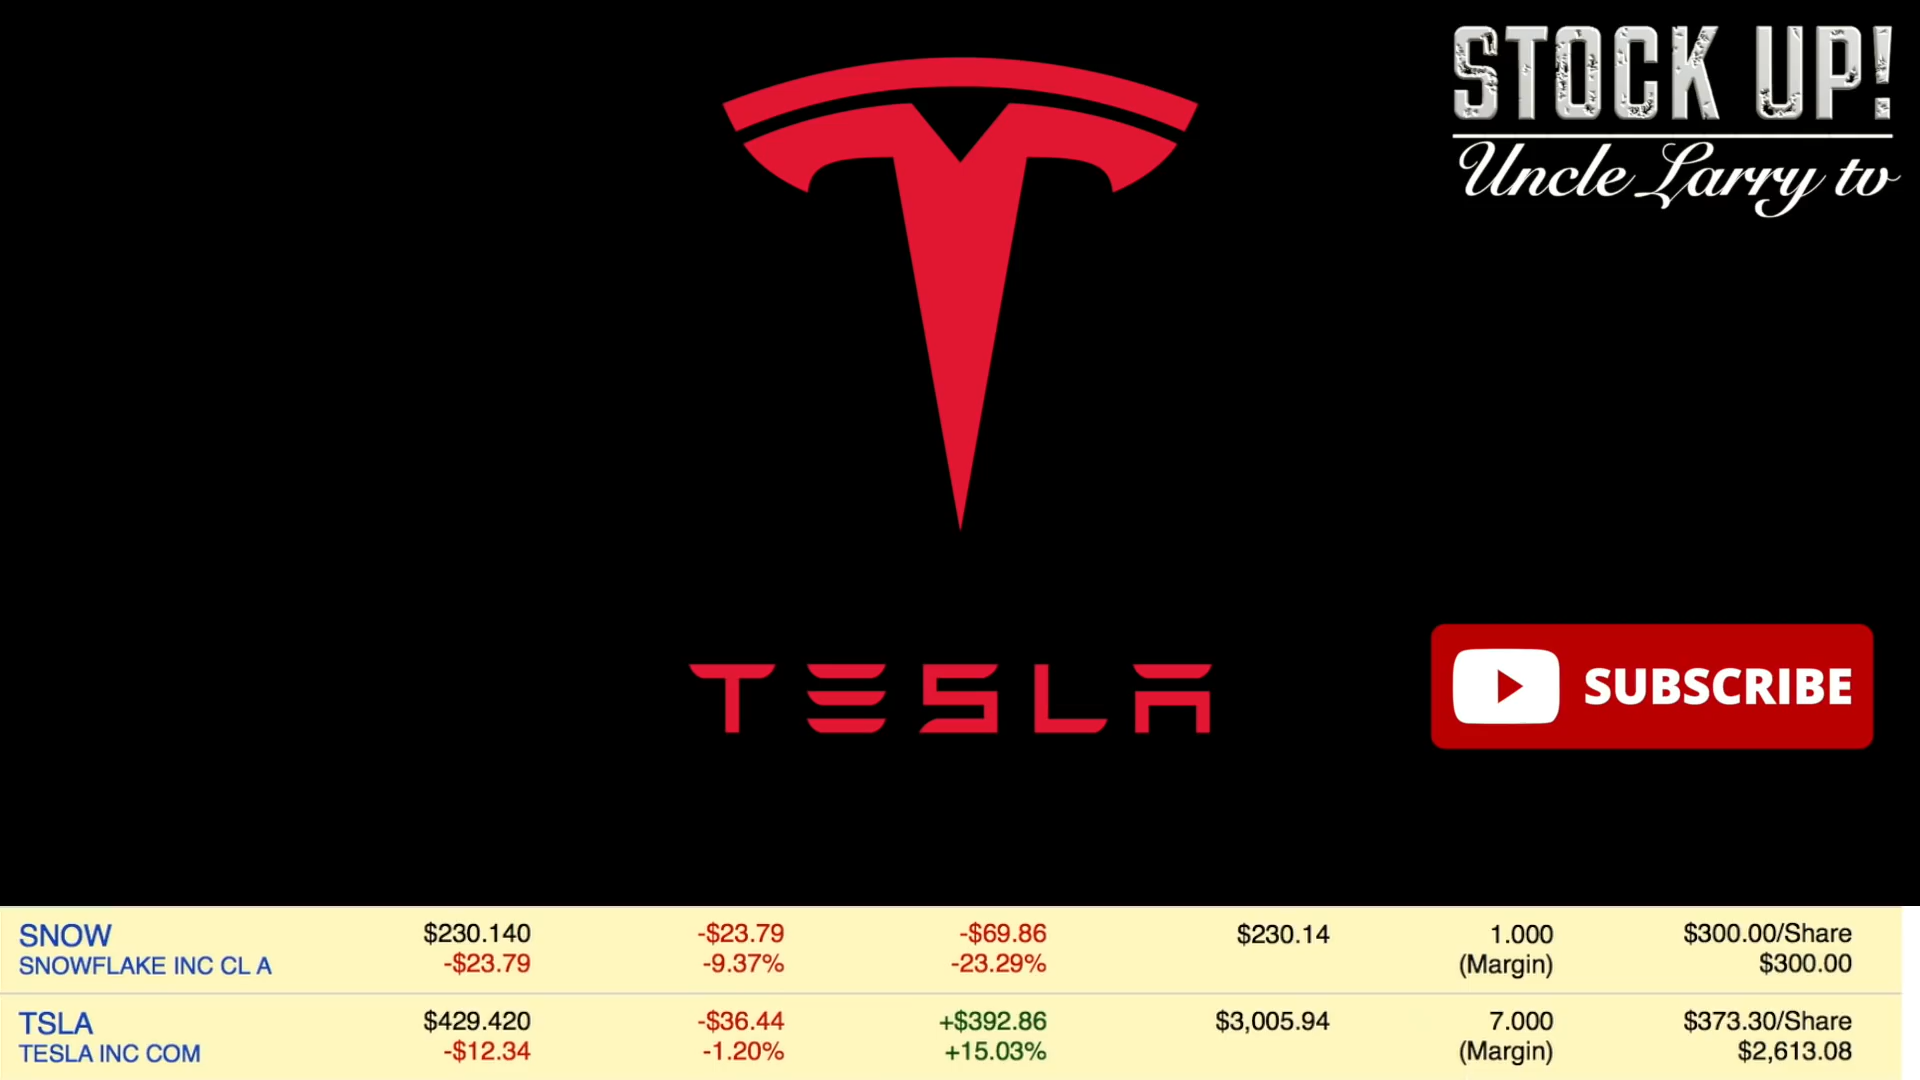 STOCK UP!
Uncle Larry tv
TESLA
SUBSCRIBE
SNOW $230.140 -$23.79 -$69.86 $230.14 1.000 $300.00/Share
SNOWFLAKE INC CL A -$23.79 -9.37% -23.29% (Margin) $300.00
TSLA $429.420 -$36.44 +$392.86 $3,005.94 7.000 $373.30/Share
TESLA INC COM -$12.34 -1.20% +15.03% (Margin) $2,613.08